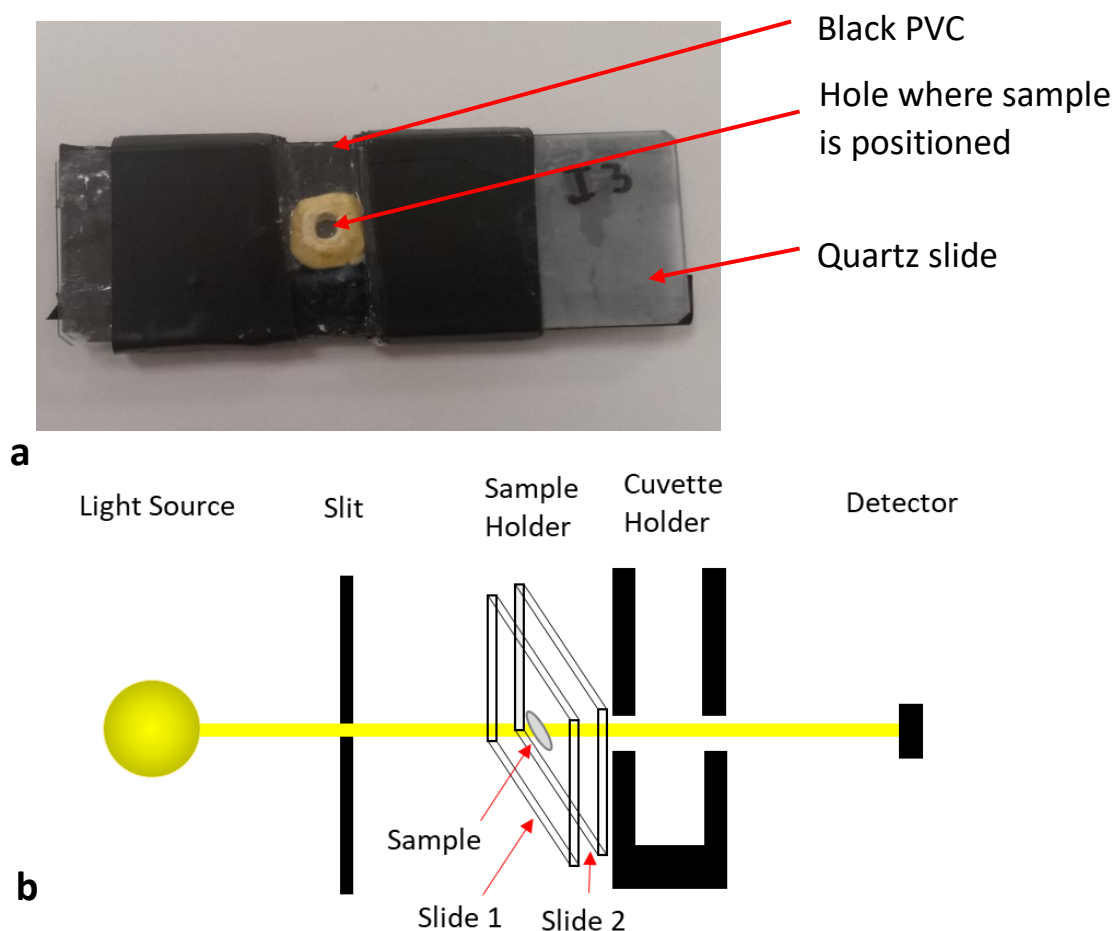 Black PVC
Hole where sample
is positioned
I3
Quartz slide
a
Light Source
Slit
Sample
Holder
Cuvette
Holder
Detector
Sample
Slide 1
Slide 2
b